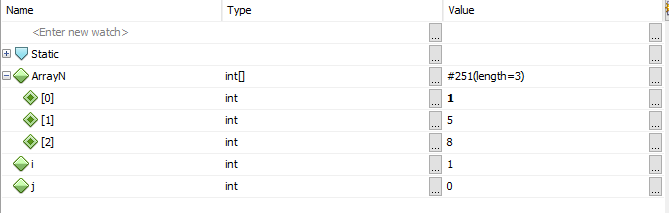 Name Type Value
<Enter new watch> ...
Static ...
ArrayN int[] #251(length=3) ...
[0] int 1 ...
[1] int 5 ...
[2] int 8 ...
i int 1 ...
j int 0 ...